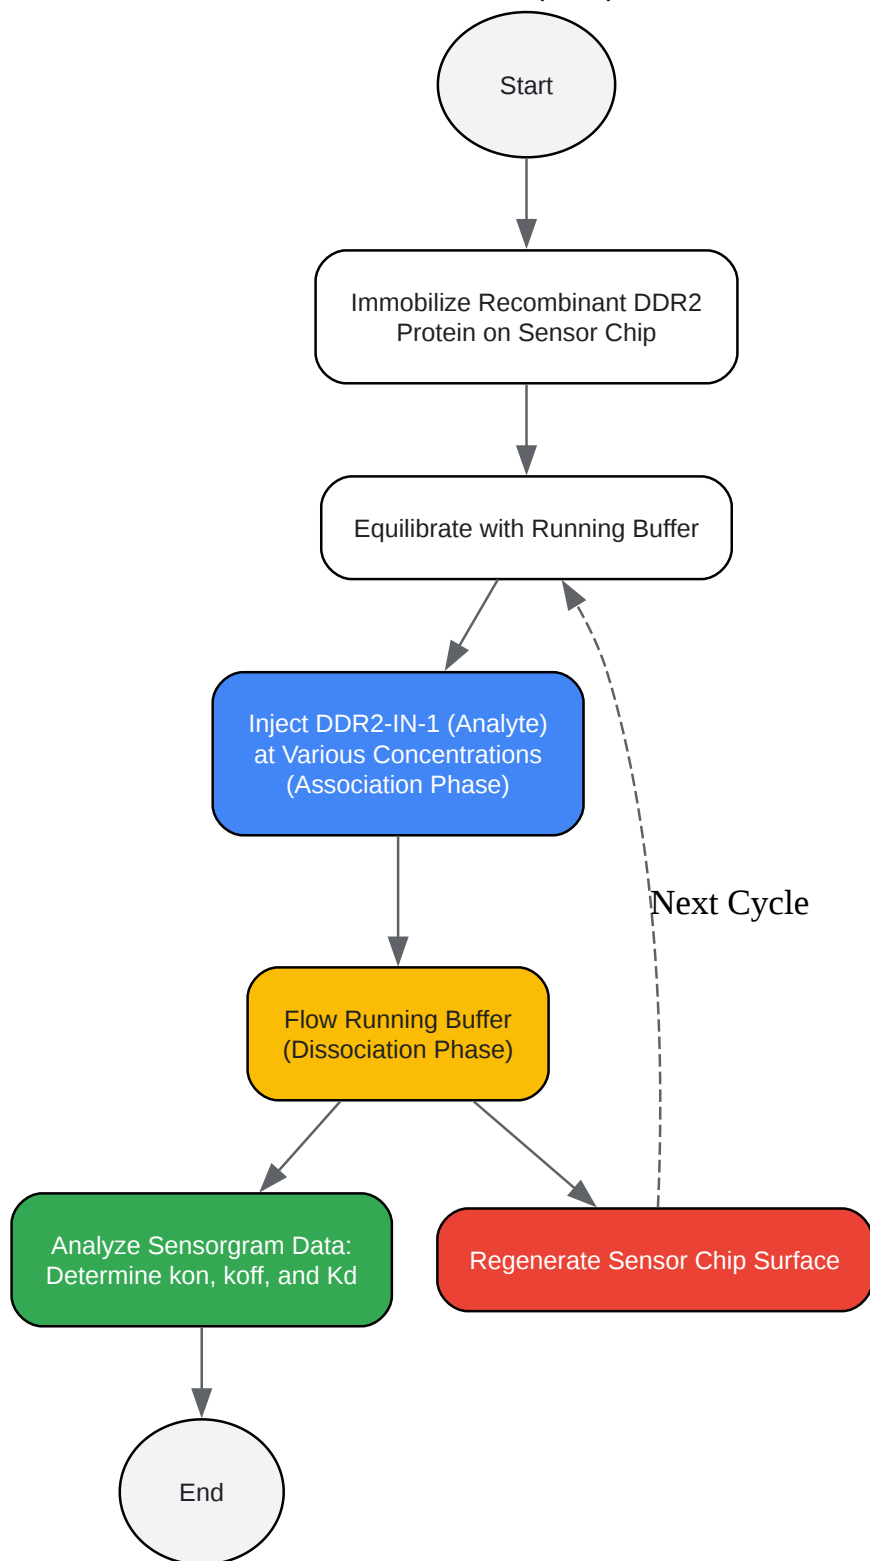 Start
Immobilize Recombinant DDR2
Protein on Sensor Chip
Equilibrate with Running Buffer
Inject DDR2-IN-1 (Analyte)
at Various Concentrations
(Association Phase)
Next Cycle
Flow Running Buffer
(Dissociation Phase)
Analyze Sensorgram Data:
Determine kon, koff, and Kd
Regenerate Sensor Chip Surface
End